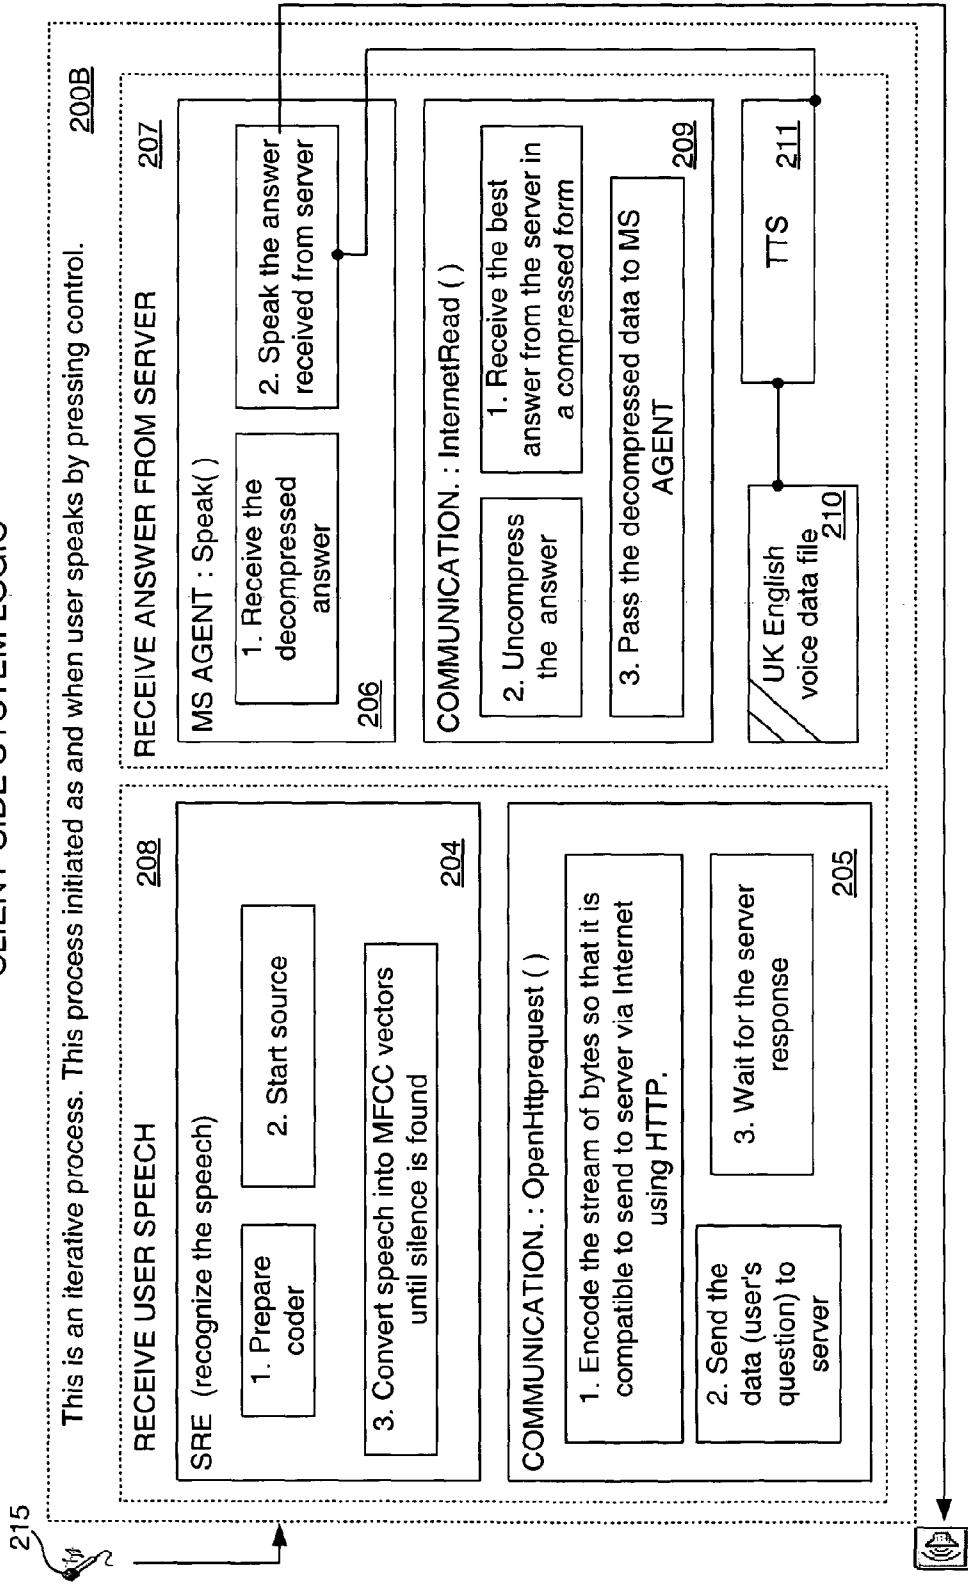 CLIENT SIDE SYSTEM LOGIC
215
This is an iterative process. This process initiated as and when user speaks by pressing control.
200B
RECEIVE USER SPEECH
208
SRE (recognize the speech)
1. Prepare
coder
2. Start source
3. Convert speech into MFCC vectors
until silence is found
204
COMMUNICATION. : OpenHttprequest ( )
1. Encode the stream of bytes so that it is
compatible to send to server via Internet
using HTTP.
2. Send the
data (user's
question) to
server
3. Wait for the server
response
205
RECEIVE ANSWER FROM SERVER
207
MS AGENT : Speak( )
1. Receive the
decompressed
answer
2. Speak the answer
received from server
206
COMMUNICATION. : InternetRead ( )
2. Uncompress
the answer
1. Receive the best
answer from the server in
a compressed form
3. Pass the decompressed data to MS
AGENT
209
UK English
voice data file
210
TTS
211